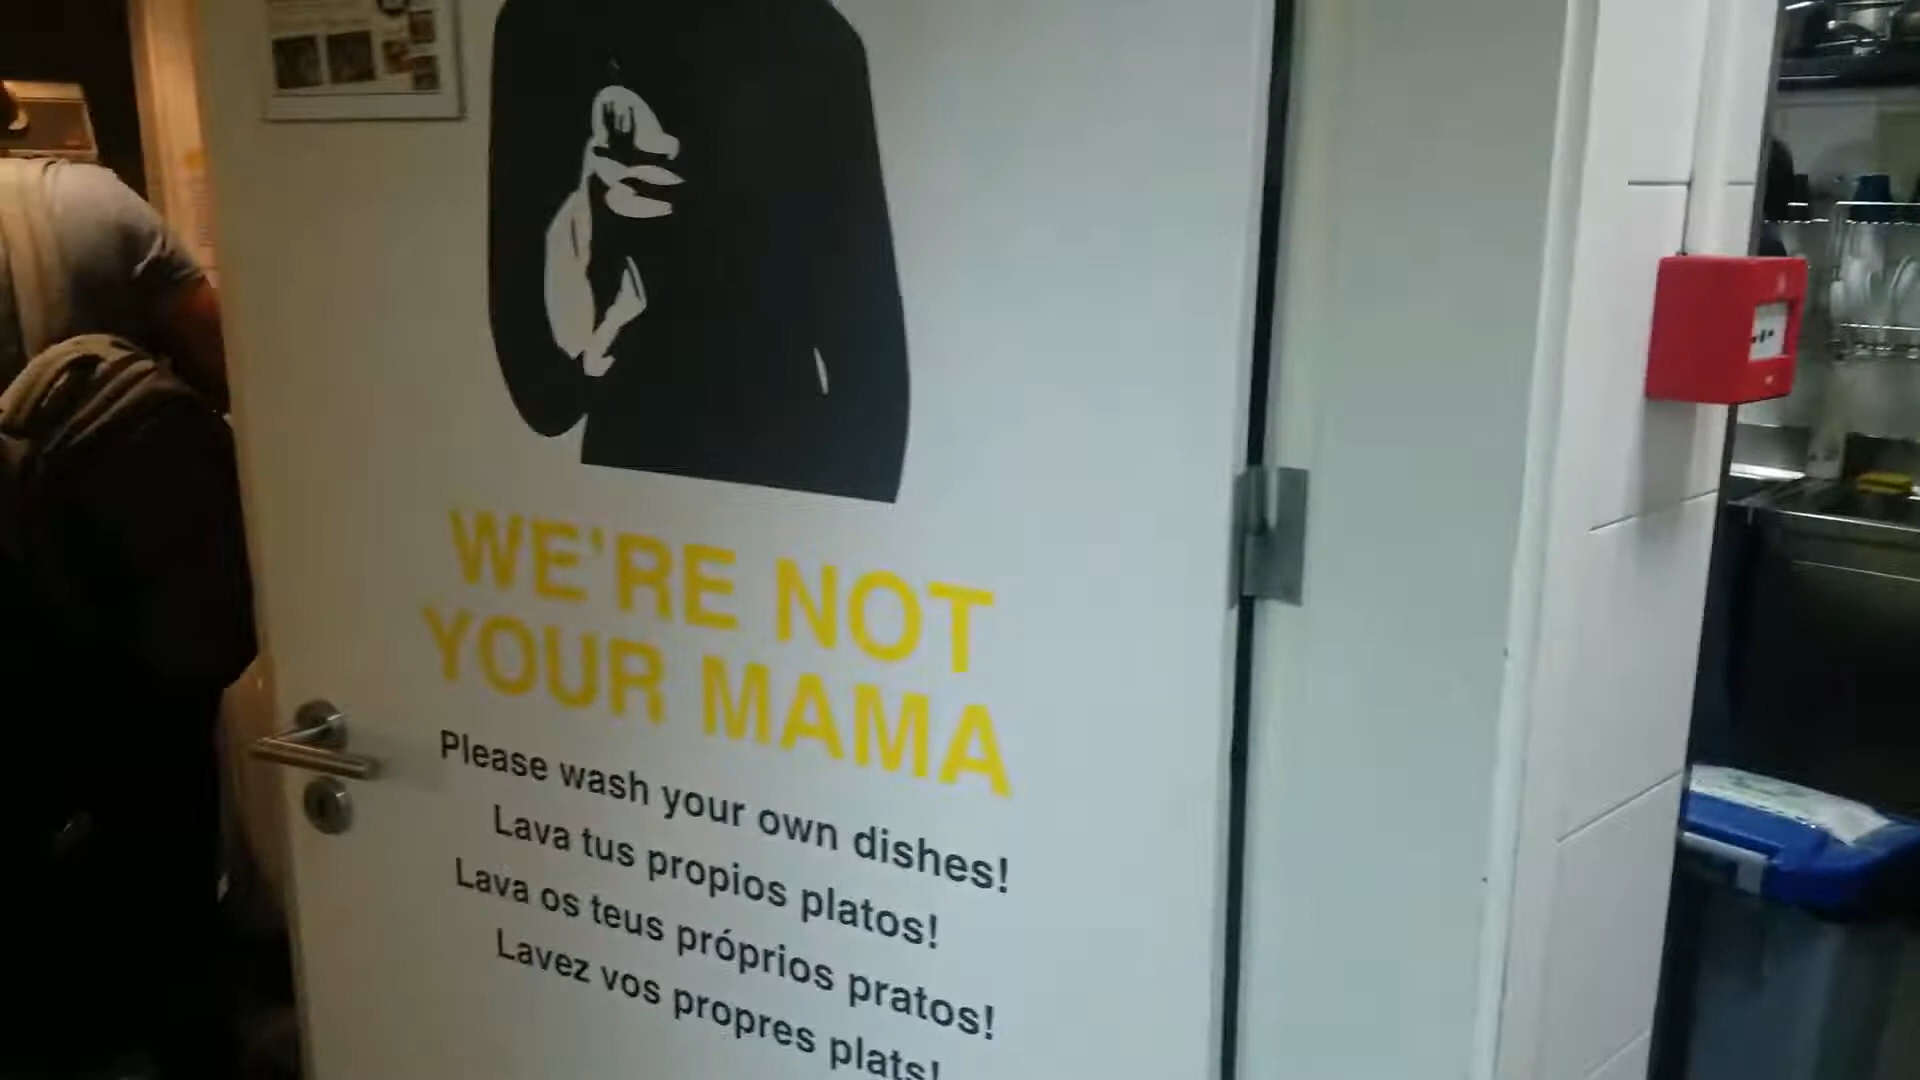 WE'RE NOT
YOUR MAMA
Please wash your own dishes!
Lava tus propios platos!
Lava os teus próprios pratos!
Lavez vos propres plats!